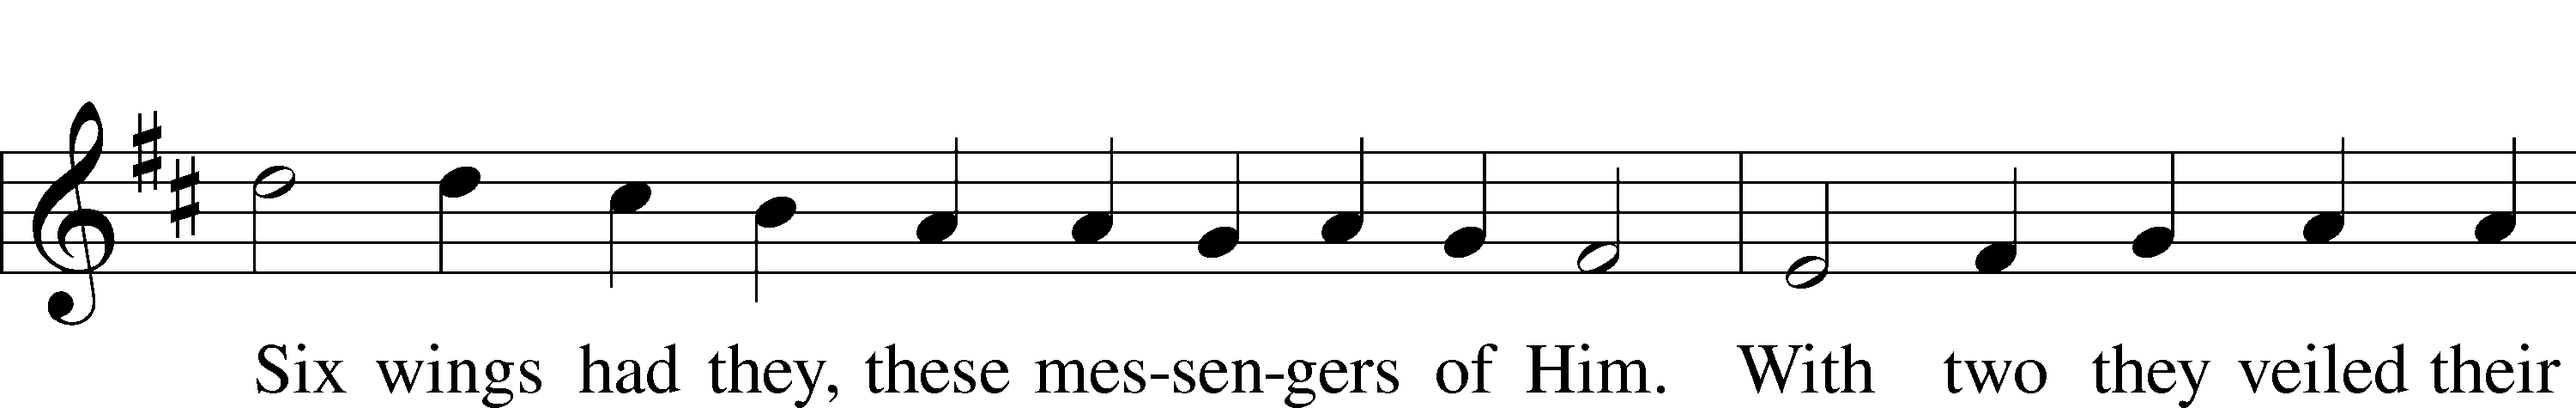 Six wings had they, these mes-sen-gers of Him. With two they veiled their